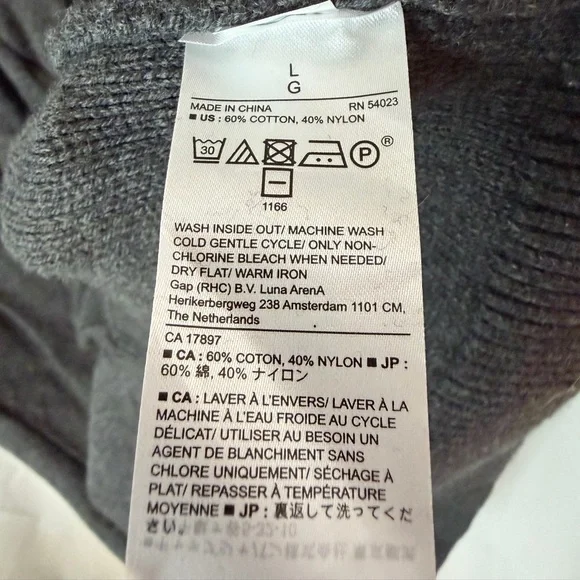 L
G
MADE IN CHINA RN 54023
■ US : 60% COTTON, 40% NYLON
30 P ®
1166
WASH INSIDE OUT/ MACHINE WASH
COLD GENTLE CYCLE/ ONLY NON-
CHLORINE BLEACH WHEN NEEDED/
DRY FLAT/ WARM IRON
Gap (RHC) B.V. Luna ArenA
Herikerbergweg 238 Amsterdam 1101 CM,
The Netherlands
CA 17897
■ CA : 60% COTON, 40% NYLON ■ JP :
60% 綿, 40% ナイロン
■ CA : LAVER À L'ENVERS/ LAVER À LA
MACHINE À L'EAU FROIDE AU CYCLE
DÉLICAT/ UTILISER AU BESOIN UN
AGENT DE BLANCHIMENT SANS
CHLORE UNIQUEMENT/ SÉCHAGE À
PLAT/ REPASSER À TEMPÉRATURE
MOYENNE ■ JP : 裏返して洗ってくだ
さい。